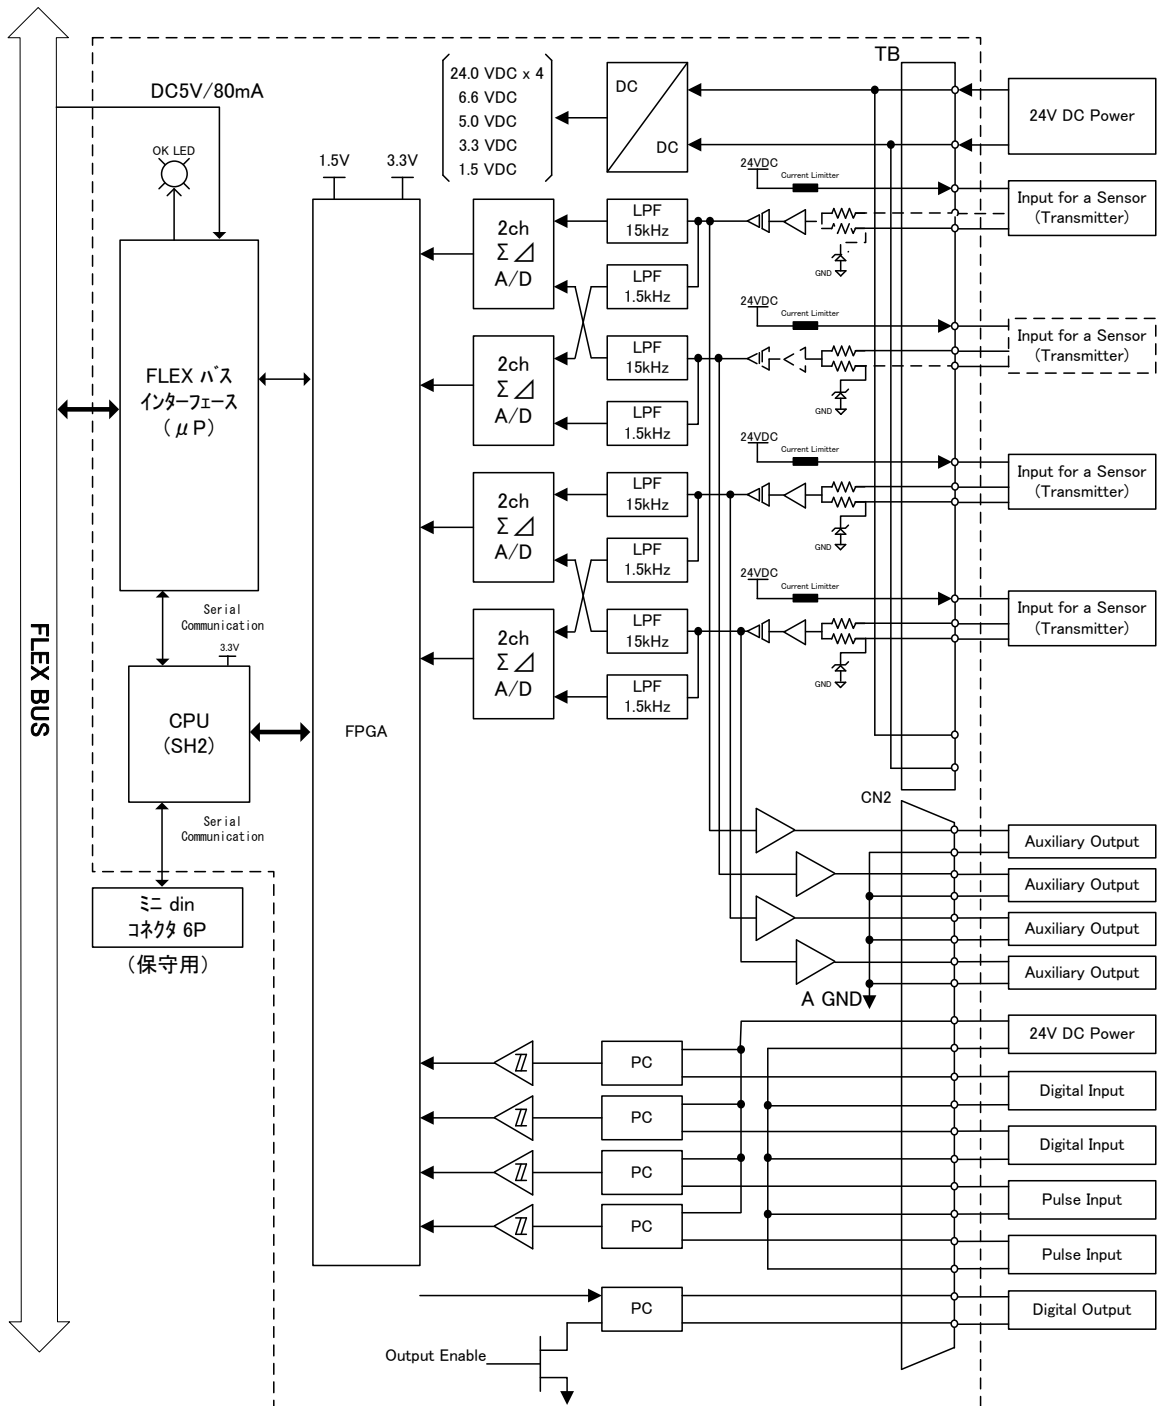 TB
DC5V/80mA
24.0 VDC x 4
6.6 VDC
5.0 VDC
3.3 VDC
1.5 VDC
DC
DC
24V DC Power
OK LED
1.5V
3.3V
24VDC
Current Limitter
Input for a Sensor
(Transmitter)
2ch
Σ⊿
A/D
LPF
15kHz
LPF
1.5kHz
GND
24VDC
Current Limitter
Input for a Sensor
(Transmitter)
2ch
Σ⊿
A/D
LPF
15kHz
LPF
1.5kHz
GND
FLEX バス
インターフェース
(μP)
24VDC
Current Limitter
Input for a Sensor
(Transmitter)
2ch
Σ⊿
A/D
LPF
15kHz
LPF
1.5kHz
GND
24VDC
Current Limitter
Input for a Sensor
(Transmitter)
2ch
Σ⊿
A/D
LPF
15kHz
LPF
1.5kHz
GND
Serial
Communication
3.3V
FLEX BUS
CPU
(SH2)
FPGA
CN2
Serial
Communication
Auxiliary Output
Auxiliary Output
Auxiliary Output
Auxiliary Output
ミニ din
コネクタ 6P
(保守用)
A GND
24V DC Power
PC
Digital Input
PC
Digital Input
PC
Pulse Input
PC
Pulse Input
PC
Digital Output
Output Enable